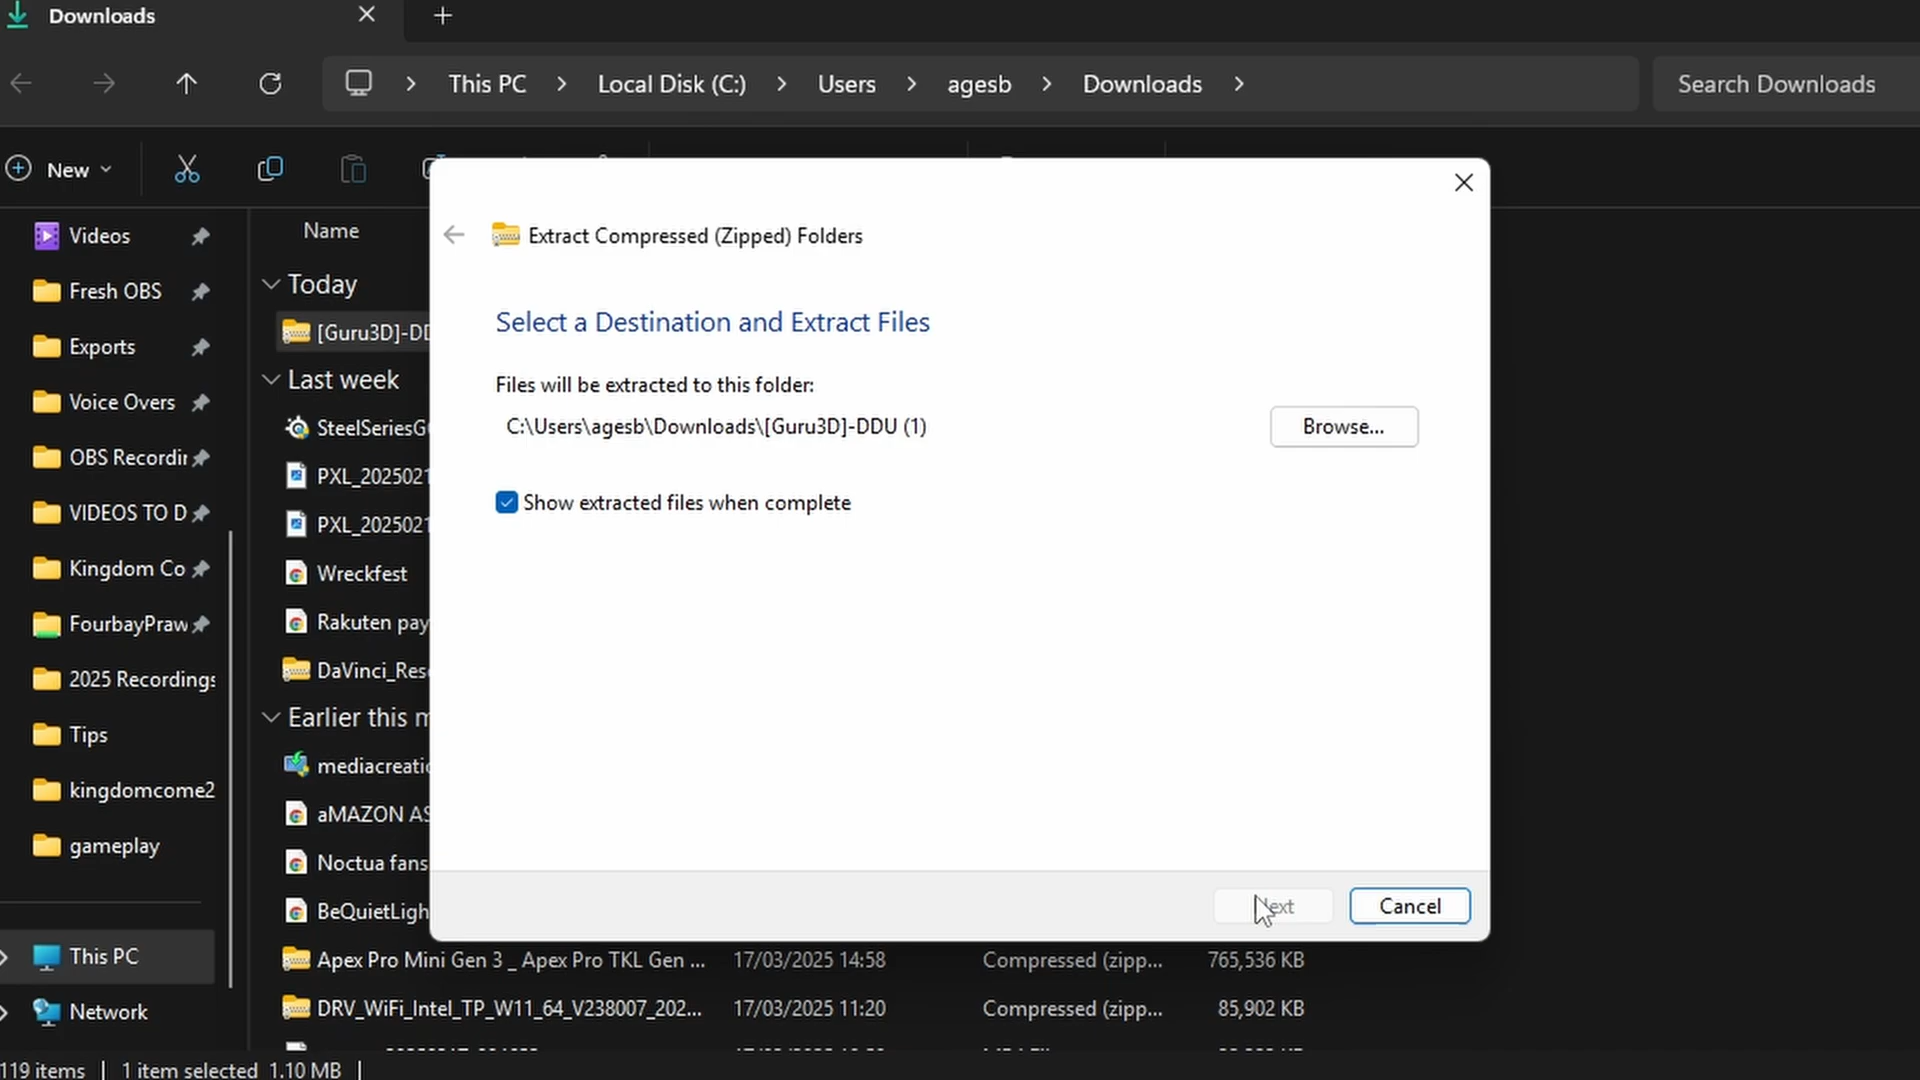 Downloads
This PC > Local Disk (C:) > Users > agesb > Downloads >
Search Downloads
New
Videos
Fresh OBS
Exports
Voice Overs
OBS Recordir
VIDEOS TO D
Kingdom Co
FourbayPraw
2025 Recordings
Tips
kingdomcome2
gameplay
This PC
Network
Name
Today
[Guru3D]-DD
Last week
SteelSeriesG
PXL_2025021
PXL_2025021
Wreckfest
Rakuten pay
DaVinci_Res
Earlier this m
mediacreatio
aMAZON AS
Noctua fans
BeQuietLigh
Apex Pro Mini Gen 3 _ Apex Pro TKL Gen ... 17/03/2025 14:58 Compressed (zipp... 765,536 KB
DRV_WiFi_Intel_TP_W11_64_V238007_202... 17/03/2025 11:20 Compressed (zipp... 85,902 KB
Extract Compressed (Zipped) Folders
Select a Destination and Extract Files
Files will be extracted to this folder:
C:\Users\agesb\Downloads\[Guru3D]-DDU (1)
Browse...
Show extracted files when complete
Next
Cancel
119 items | 1 item selected 1.10 MB |